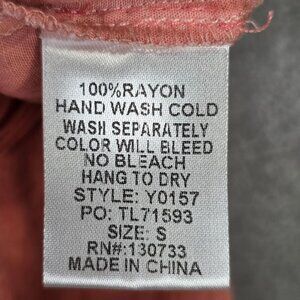 100%RAYON
HAND WASH COLD
WASH SEPARATELY
COLOR WILL BLEED
NO BLEACH
HANG TO DRY
STYLE: Y0157
PO: TL71593
SIZE: S
RN#:130733
MADE IN CHINA